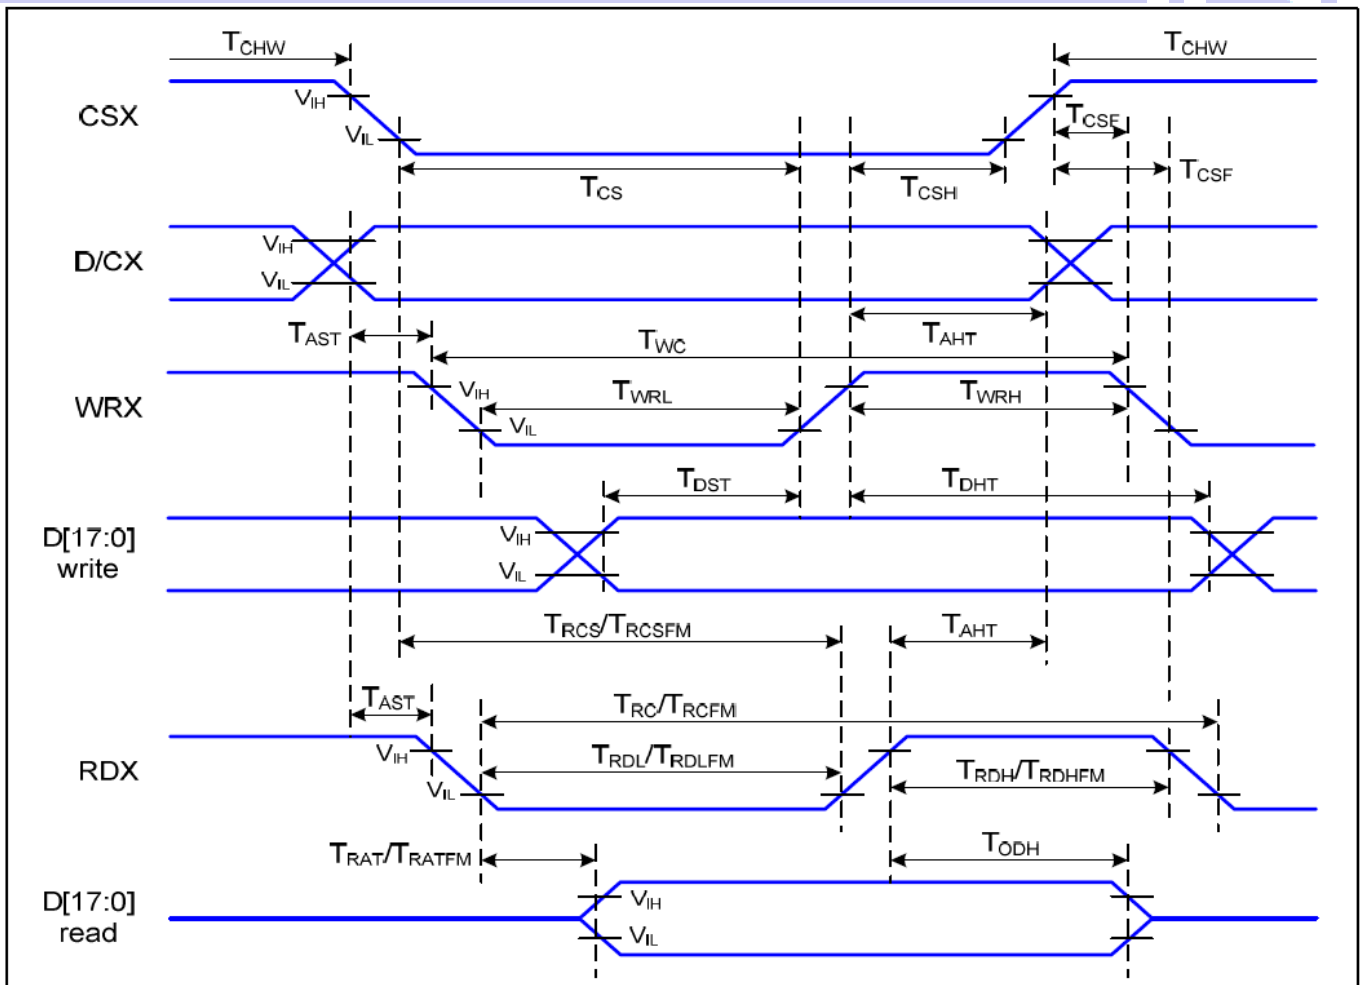 TCHW TCHW
VIH
TCSF
CSX
VIL
TCSF
TCS TCSH
VIH
D/CX
VIL
TAST TWC TAHT
VIH TWRL TWRH
WRX
VIL
TDST TDHT
D[17:0] VIH
write VIL
TRCS/TRCSFM TAHT
TAST TRC/TRCFM
VIH TRDL/TRDLFM
RDX TRDH/TRDHFM
VIL
TRAT/TRATFM TODH
D[17:0] VIH
read VIL